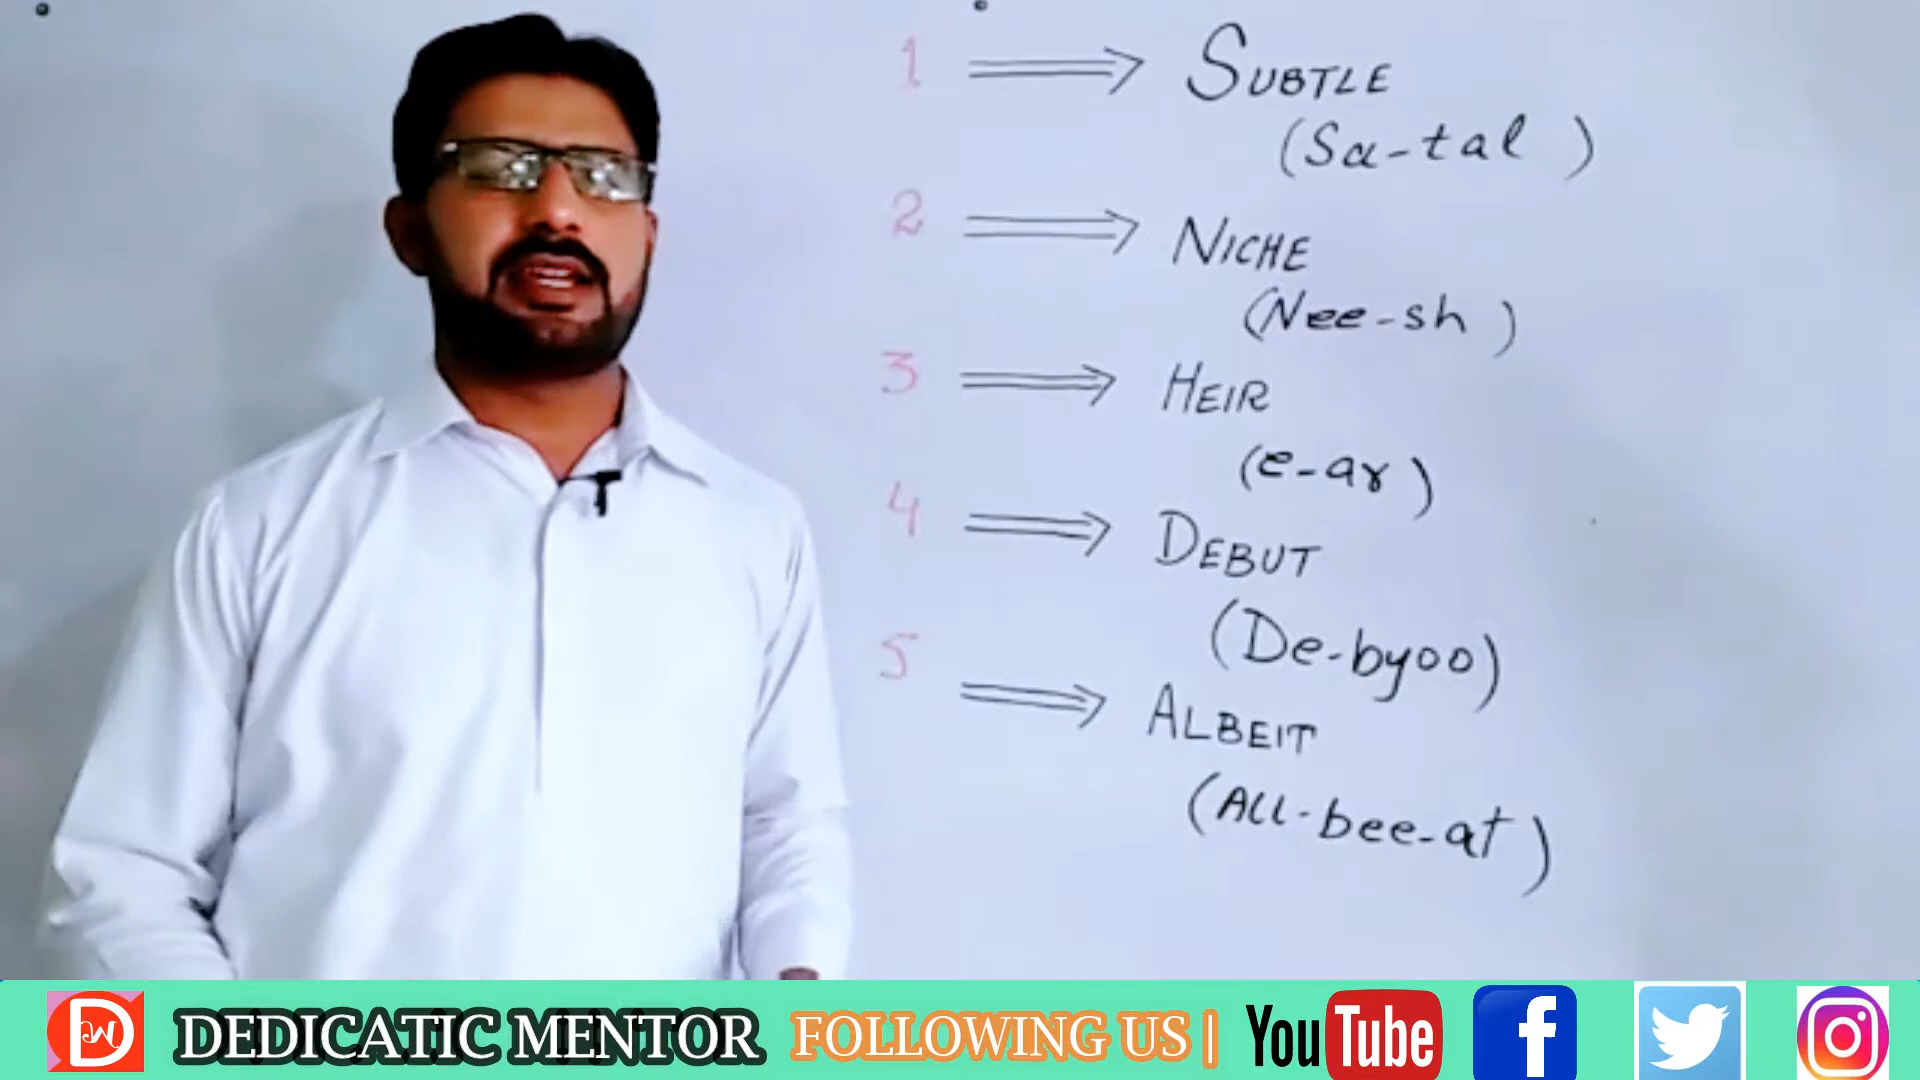 1 ⟹ SUBTLE
(Sa-tal)
2 ⟹ NICHE
(Nee-sh)
3 ⟹ HEIR
(e-ar)
4 ⟹ DEBUT
(De-byoo)
5 ⟹ ALBEIT
(All-bee-at)
DW DEDICATIC MENTOR FOLLOWING US | YouTube f